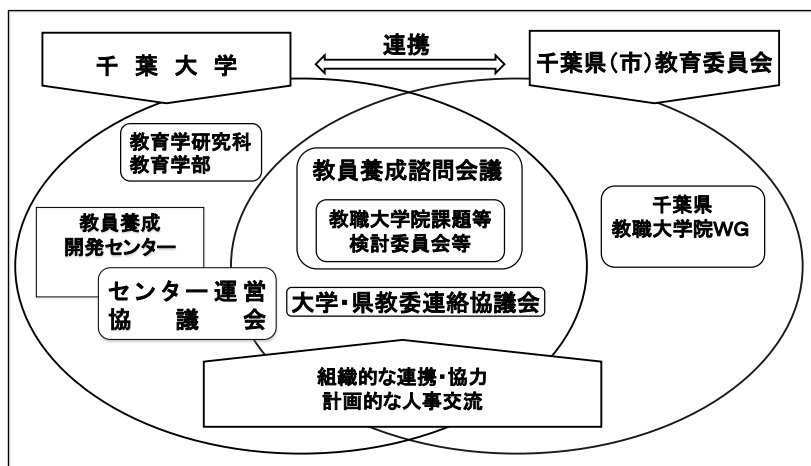 連携
千葉大学
千葉県（市）教育委員会
教育学研究科
教育学部
教員養成諮問会議
教職大学院課題等
検討委員会等
千葉県
教職大学院WG
教員養成
開発センター
センター運営
協議会
大学・県教委連絡協議会
組織的な連携・協力
計画的な人事交流